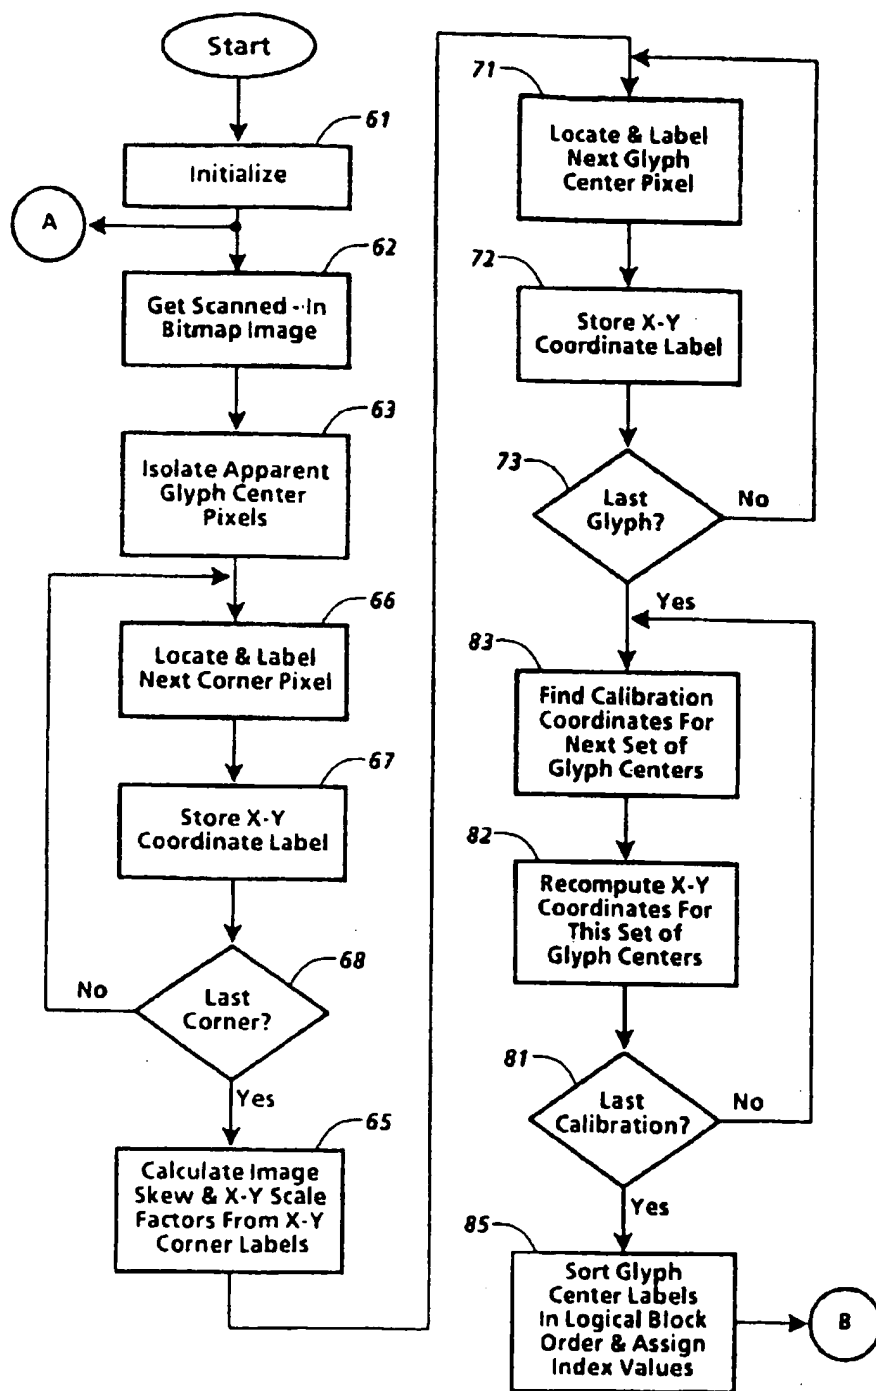 Start
61
Initialize
A
62
Get Scanned-In
Bitmap Image
63
Isolate Apparent
Glyph Center
Pixels
66
Locate & Label
Next Corner Pixel
67
Store X-Y
Coordinate Label
68
Last
Corner?
No
Yes
65
Calculate Image
Skew & X-Y Scale
Factors From X-Y
Corner Labels
71
Locate & Label
Next Glyph
Center Pixel
72
Store X-Y
Coordinate Label
73
Last
Glyph?
No
Yes
83
Find Calibration
Coordinates For
Next Set of
Glyph Centers
82
Recompute X-Y
Coordinates For
This Set of
Glyph Centers
81
Last
Calibration?
No
Yes
85
Sort Glyph
Center Labels
In Logical Block
Order & Assign
Index Values
B